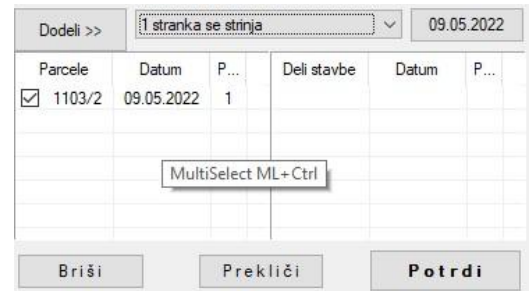 Dodeli >> 1 stranka se strinja 09.05.2022
Parcele Datum P... Deli stavbe Datum P...
1103/2 09.05.2022 1
MultiSelect ML+Ctrl
Briši Prekliči Potrdi